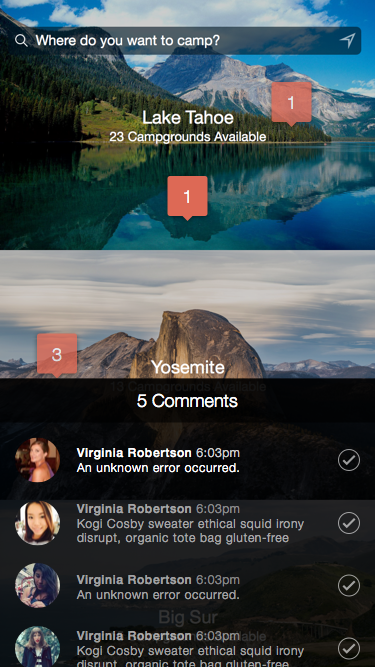 Where do you want to camp?
1
Lake Tahoe
23 Campgrounds Available
1
3
Yosemite
13 Campgrounds Available
5 Comments
Virginia Robertson 6:03pm
An unknown error occurred.
Virginia Robertson 6:03pm
Kogi Cosby sweater ethical squid irony
disrupt, organic tote bag gluten-free
Virginia Robertson 6:03pm
An unknown error occurred.
Big Sur
Virginia Robertson 6:03pm
Available
Kogi Cosby sweater ethical squid irony
disrupt, organic tote bag gluten-free